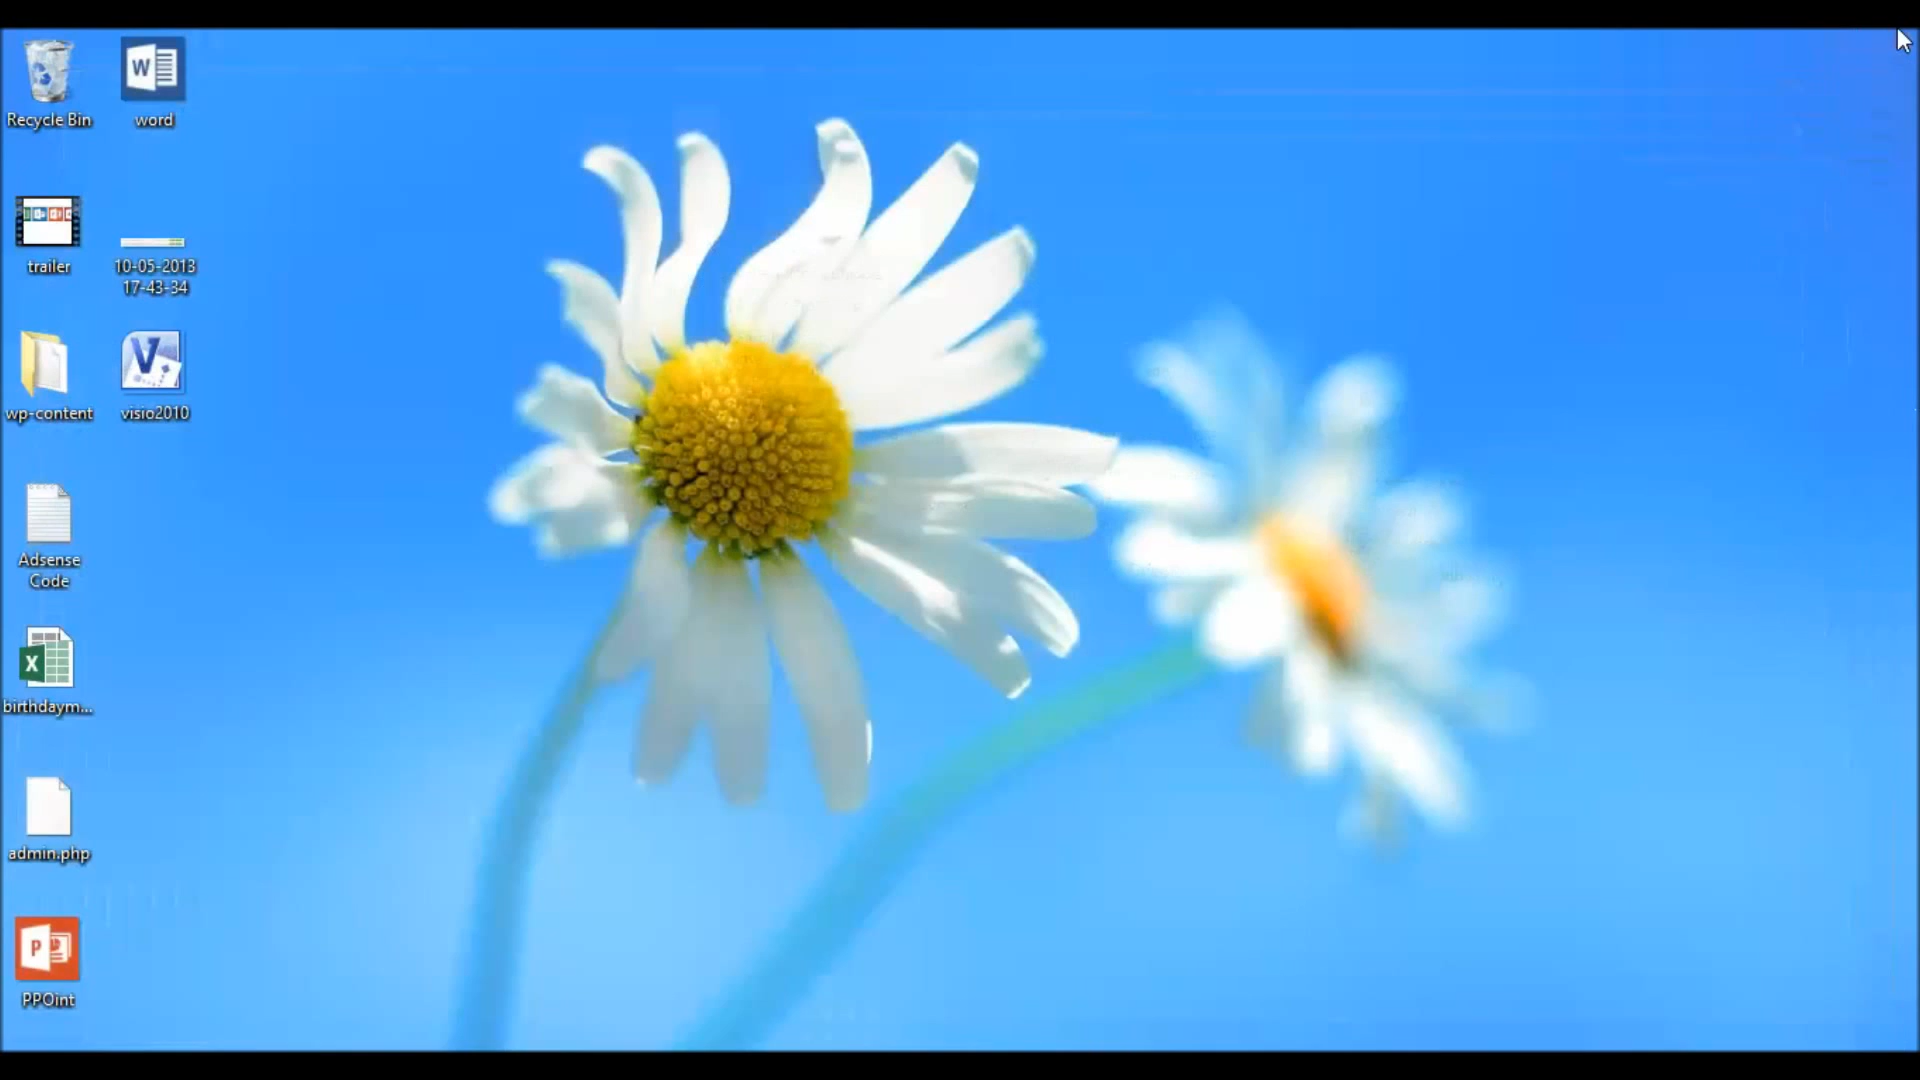 Recycle Bin
W
word
trailer
10-05-2013
17-43-34
wp-content
V
visio2010
Adsense
Code
X
birthdaym...
admin.php
P
PPOint